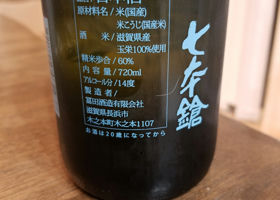 原材料名/米(国産)
米こうじ(国産米)
酒　米/滋賀県産
玉栄100%使用
精米歩合/60%
内容量/720ml
アルコール分/14度
製造者/
冨田酒造有限会社
滋賀県長浜市
木之本町木之本1107
お酒は20歳になってから
七本鎗